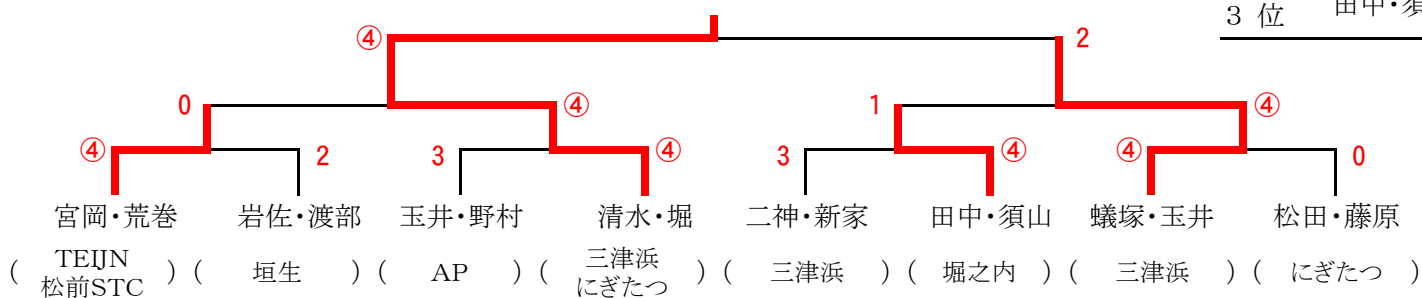 3 位 田中・須
④ 2
0 ④ 1 ④
④ 2 3 ④ 3 ④ ④ 0
宮岡・荒巻 岩佐・渡部 玉井・野村 清水・堀 二神・新家 田中・須山 蟻塚・玉井 松田・藤原
( TEIJN 松前STC ) ( 垣生 ) ( AP ) ( 三津浜 にぎたつ ) ( 三津浜 ) ( 堀之内 ) ( 三津浜 ) ( にぎたつ )